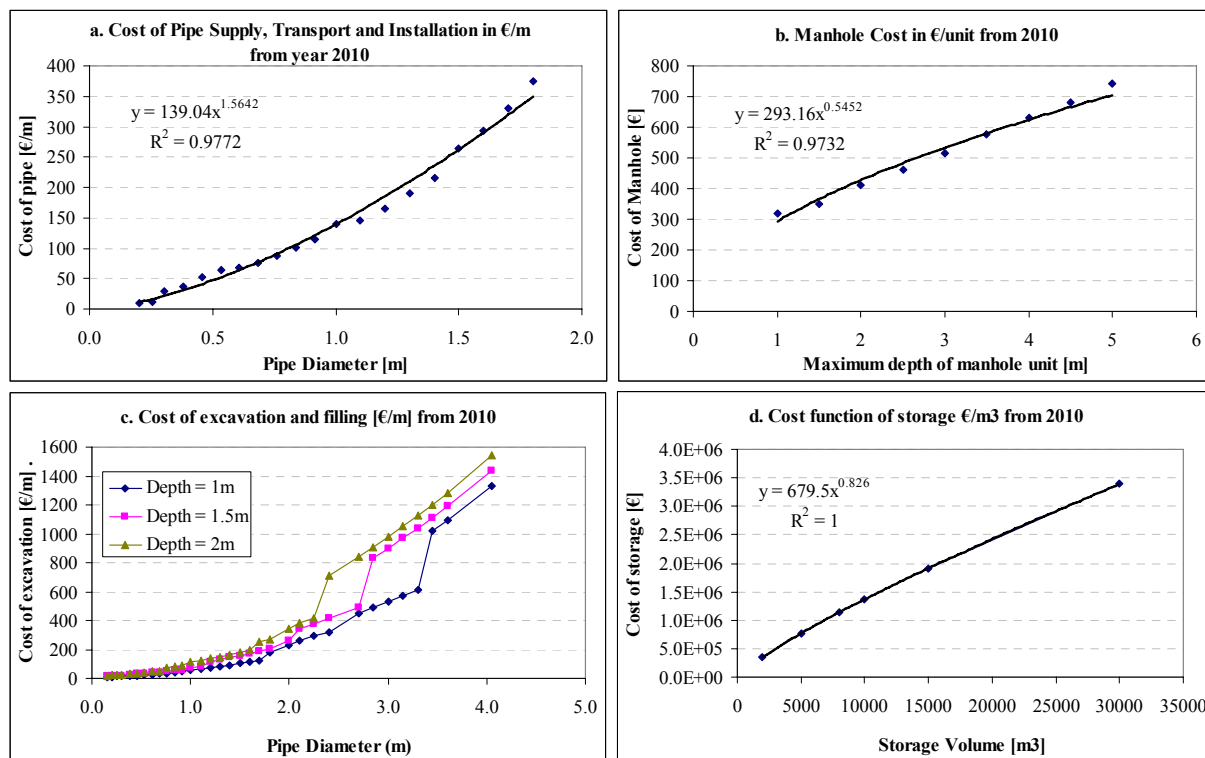 a. Cost of Pipe Supply, Transport and Installation in €/m
from year 2010
400
350
300
250
200
150
100
50
0
Cost of pipe [€/m]
y = 139.04x^1.5642
R^2 = 0.9772
0.0 0.5 1.0 1.5 2.0
Pipe Diameter [m]
b. Manhole Cost in €/unit from 2010
800
700
600
500
400
300
200
100
0
Cost of Manhole [€]
y = 293.16x^0.5452
R^2 = 0.9732
0 1 2 3 4 5 6
Maximum depth of manhole unit [m]
c. Cost of excavation and filling [€/m] from 2010
1600
1400
1200
1000
800
600
400
200
0
Cost of excavation [€/m] .
Depth = 1m
Depth = 1.5m
Depth = 2m
0.0 1.0 2.0 3.0 4.0 5.0
Pipe Diameter (m)
d. Cost function of storage €/m3 from 2010
4.0E+06
3.5E+06
3.0E+06
2.5E+06
2.0E+06
1.5E+06
1.0E+06
5.0E+05
0.0E+00
Cost of storage [€]
y = 679.5x^0.826
R^2 = 1
0 5000 10000 15000 20000 25000 30000 35000
Storage Volume [m3]